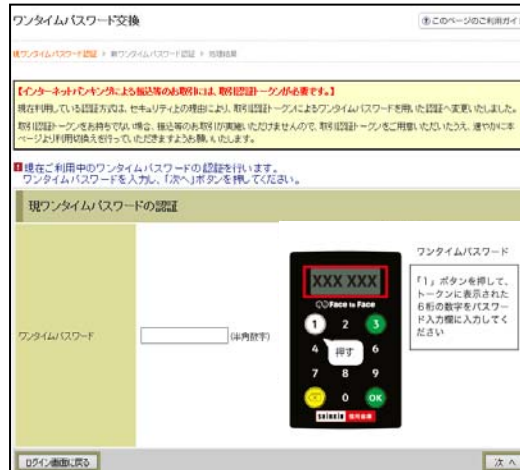 ワンタイムパスワード交換
このページのご利用ガイ
現ワンタイムパスワード認証 › 新ワンタイムパスワード認証 › 処理結果
【インターネットバンキングによる振込等のお取引には、取引認証トークンが必要です。】
現在利用している認証方式は、セキュリティ上の理由により、取引認証トークンによるワンタイムパスワードを用いた認証へ変更いたしました。
取引認証トークンをお持ちでない場合、振込等のお取引が実施いただけませんので、取引認証トークンをご用意いただいたうえ、速やかに本
ページより利用切換えを行っていただきますようお願いいたします。
現在ご利用中のワンタイムパスワードの認証を行います。
ワンタイムパスワードを入力し、「次へ」ボタンを押してください。
現ワンタイムパスワードの認証
ワンタイムパスワード
(半角数字)
XXX XXX
Face to Face
1 2 3
4 押す 6
7 8 9
0 OK
SHINKIN 信用金庫
ワンタイムパスワード
「1」ボタンを押して、
トークンに表示された
6桁の数字をパスワー
ド入力欄に入力してく
ださい
ログイン画面に戻る
次 へ